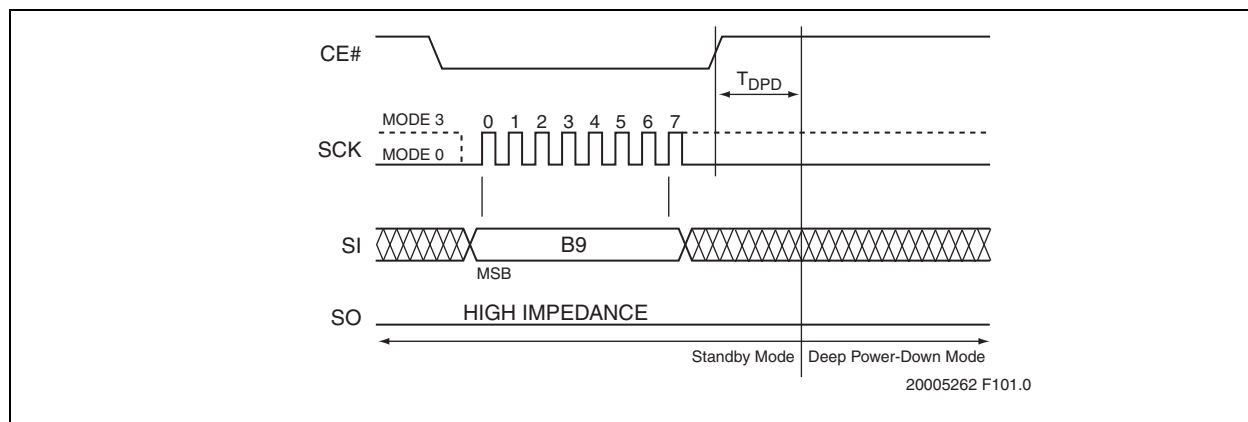 CE#
TDPD
MODE 3
0 1 2 3 4 5 6 7
SCK
MODE 0
SI
B9
MSB
SO
HIGH IMPEDANCE
Standby Mode
Deep Power-Down Mode
20005262 F101.0